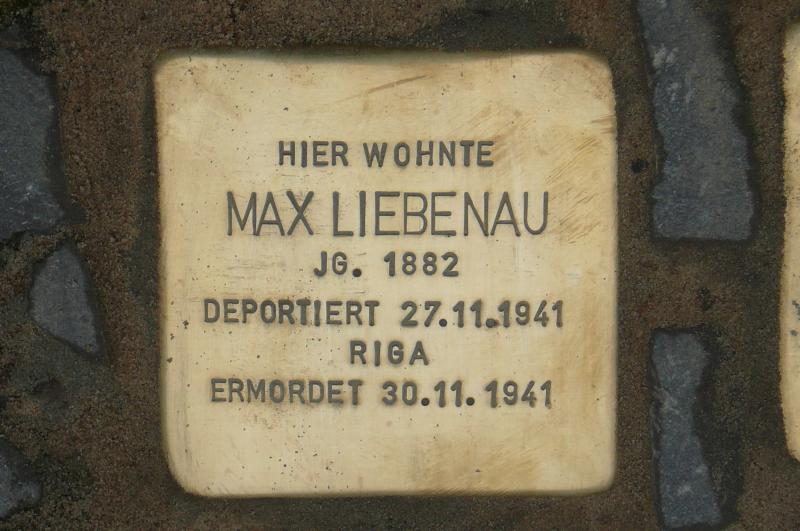 HIER WOHNTE
MAX LIEBENAU
JG. 1882
DEPORTIERT 27.11.1941
RIGA
ERMORDET 30.11.1941